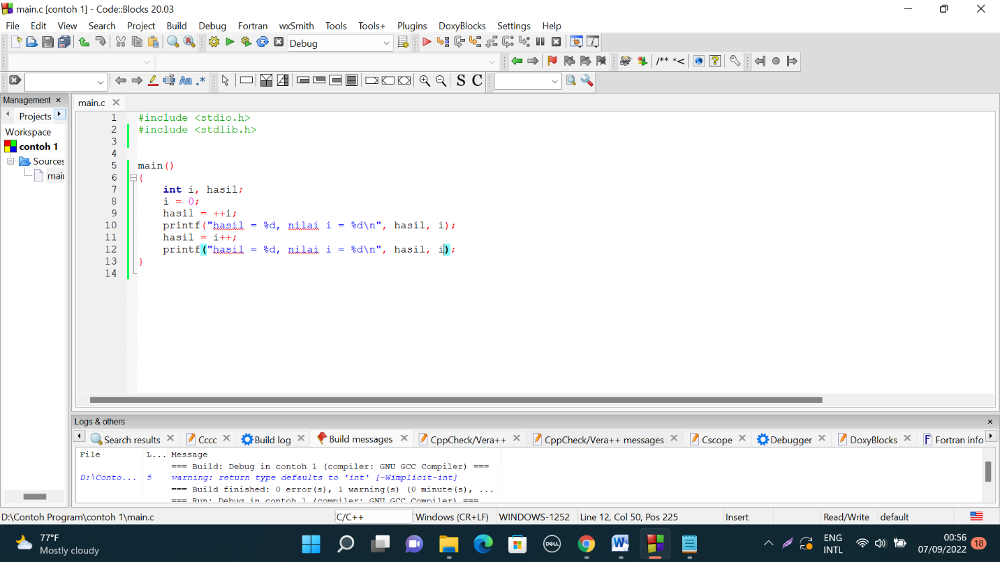 main.c [contoh 1] - Code::Blocks 20.03
File Edit View Search Project Build Debug Fortran wxSmith Tools Tools+ Plugins DoxyBlocks Settings Help
Debug
/** *<
Aa .* S C
Management × main.c
Projects
Workspace
contoh 1
Sources
mai
1 #include <stdio.h>
2 #include <stdlib.h>
3
4
5 main()
6 {
7 int i, hasil;
8 i = 0;
9 hasil = ++i;
10 printf("hasil = %d, nilai i = %d\n", hasil, i);
11 hasil = i++;
12 printf("hasil = %d, nilai i = %d\n", hasil, i);
13 }
14
Logs & others
Search results Cccc Build log Build messages CppCheck/Vera++ CppCheck/Vera++ messages Cscope Debugger DoxyBlocks Fortran info
File L... Message
=== Build: Debug in contoh 1 (compiler: GNU GCC Compiler) ===
D:\Conto... 5 warning: return type defaults to 'int' [-Wimplicit-int]
=== Build finished: 0 error(s), 1 warning(s) (0 minute(s), ...
=== Run: Debug in contoh 1 (compiler: GNU GCC Compiler) ===
D:\Contoh Program\contoh 1\main.c C/C++ Windows (CR+LF) WINDOWS-1252 Line 12, Col 50, Pos 225 Insert Read/Write default
77°F
Mostly cloudy
DELL
ENG
INTL
00:56
07/09/2022
18